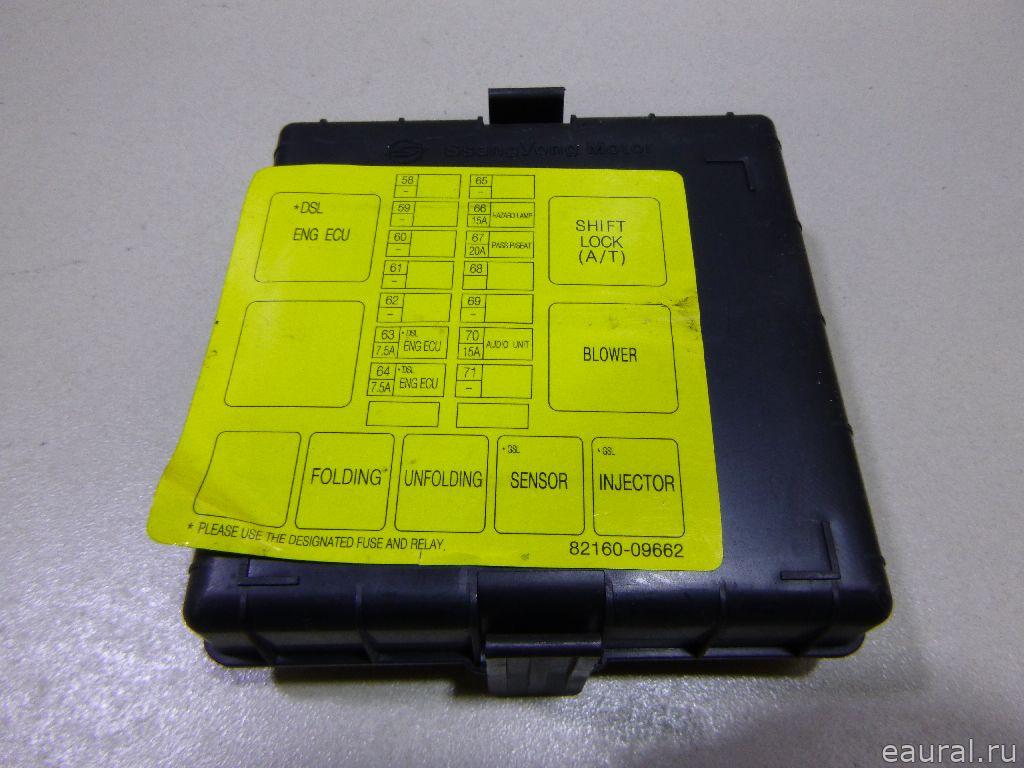 SsangYong Motor
*DSL
ENG ECU
58
-
59
-
60
-
61
-
62
-
63
7.5A
*DSL
ENG ECU
64
7.5A
*DSL
ENG ECU
65
-
66
15A
HAZARD LAMP
67
20A
PASS P/SEAT
68
69
-
70
15A
AUDIO UNIT
71
-
SHIFT
LOCK
(A/T)
BLOWER
FOLDING
UNFOLDING
*GSL
SENSOR
*GSL
INJECTOR
* PLEASE USE THE DESIGNATED FUSE AND RELAY.
82160-09662
eaural.ru